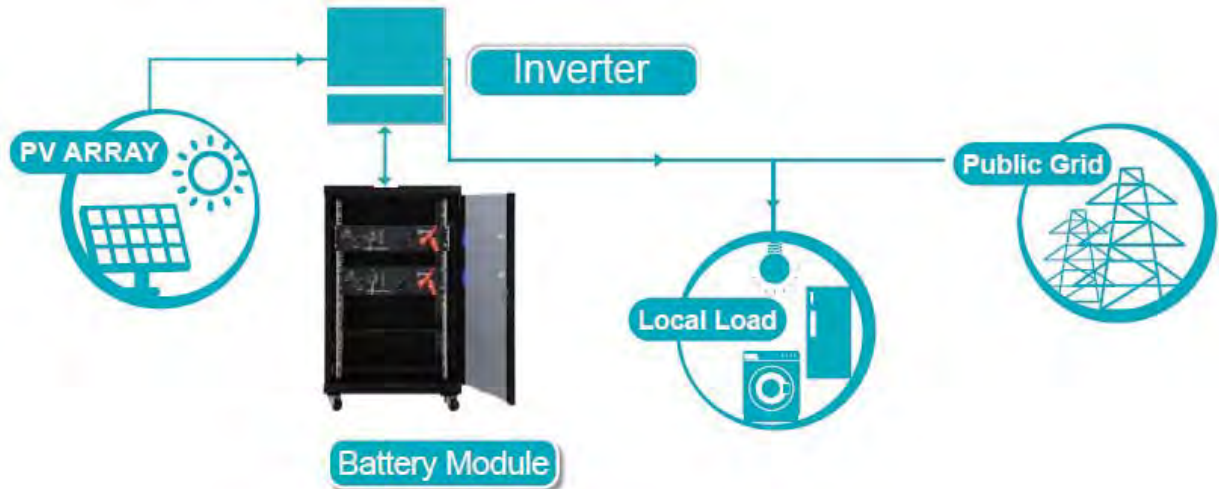 Inverter
PV ARRAY
Public Grid
Local Load
Battery Module